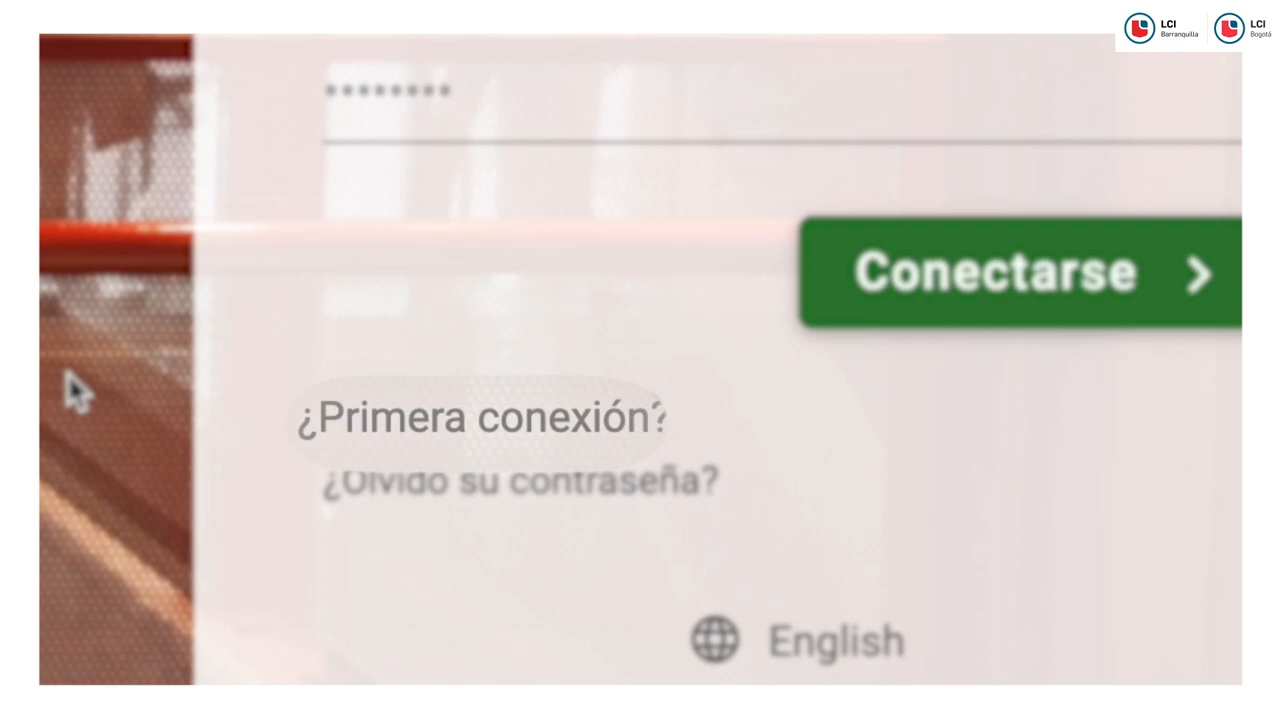 LCI
Barranquilla
LCI
Bogotá
••••••••
Conectarse
¿Primera conexión?
¿Olvido su contraseña?
English